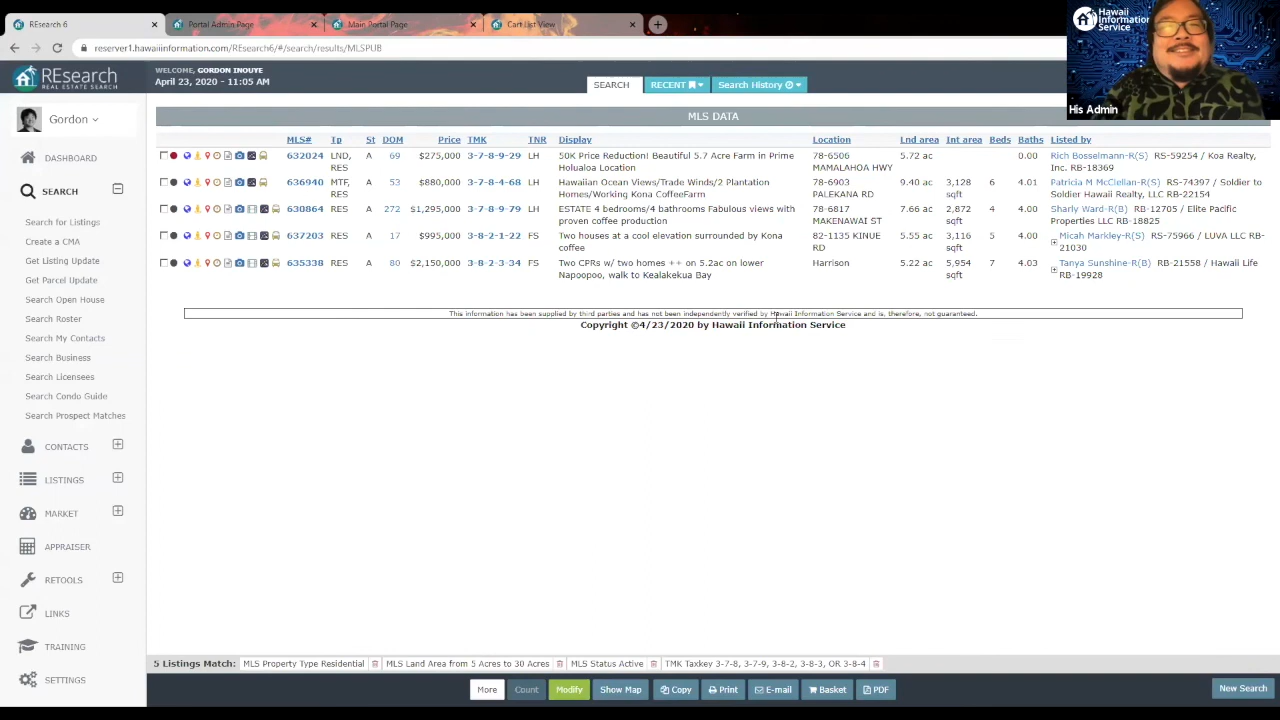 REsearch 6
Portal Admin Page
Main Portal Page
Cart List View
reserver1.hawaiiinformation.com/REsearch6/#/search/results/MLSPUB
Hawaii
Information
Service
His Admin
REsearch
REAL ESTATE SEARCH
WELCOME, GORDON INOUYE
April 23, 2020 - 11:05 AM
SEARCH
RECENT
Search History
Gordon
DASHBOARD
SEARCH
Search for Listings
Create a CMA
Get Listing Update
Get Parcel Update
Search Open House
Search Roster
Search My Contacts
Search Business
Search Licensees
Search Condo Guide
Search Prospect Matches
CONTACTS
LISTINGS
MARKET
APPRAISER
RETOOLS
LINKS
TRAINING
SETTINGS
MLS DATA
MLS# Tp St DOM Price TMK TNR Display Location Lnd area Int area Beds Baths Listed by
632024 LND, A 69 $275,000 3-7-8-9-29 LH 50K Price Reduction! Beautiful 5.7 Acre Farm in Prime 78-6506 5.72 ac 0.00 Rich Bosselmann-R(S) RS-59254 / Koa Realty,
RES Holualoa Location MAMALAHOA HWY Inc. RB-18369
636940 MTF, A 53 $880,000 3-7-8-4-68 LH Hawaiian Ocean Views/Trade Winds/2 Plantation 78-6903 9.40 ac 3,128 6 4.01 Patricia M McClellan-R(S) RS-74397 / Soldier to
RES Homes/Working Kona CoffeeFarm PALEKANA RD sqft Soldier Hawaii Realty, LLC RB-22154
630864 RES A 272 $1,295,000 3-7-8-9-79 LH ESTATE 4 bedrooms/4 bathrooms Fabulous views with 78-6817 7.66 ac 2,872 4 4.00 Sharly Ward-R(B) RB-12705 / Elite Pacific
proven coffee production MAKENAWAI ST sqft Properties LLC RB-18825
637203 RES A 17 $995,000 3-8-2-1-22 FS Two houses at a cool elevation surrounded by Kona 82-1135 KINUE 5.55 ac 3,116 5 4.00 Micah Markley-R(S) RS-75966 / LUVA LLC RB-
coffee RD sqft 21030
635338 RES A 80 $2,150,000 3-8-2-3-34 FS Two CPRs w/ two homes ++ on 5.2ac on lower Harrison 5.22 ac 5,954 7 4.03 Tanya Sunshine-R(B) RB-21558 / Hawaii Life
Napoopoo, walk to Kealakekua Bay sqft RB-19928
This information has been supplied by third parties and has not been independently verified by Hawaii Information Service and is, therefore, not guaranteed.
Copyright ©4/23/2020 by Hawaii Information Service
5 Listings Match: MLS Property Type Residential MLS Land Area from 5 Acres to 30 Acres MLS Status Active TMK Taxkey 3-7-8, 3-7-9, 3-8-2, 3-8-3, OR 3-8-4
More Count Modify Show Map Copy Print E-mail Basket PDF New Search